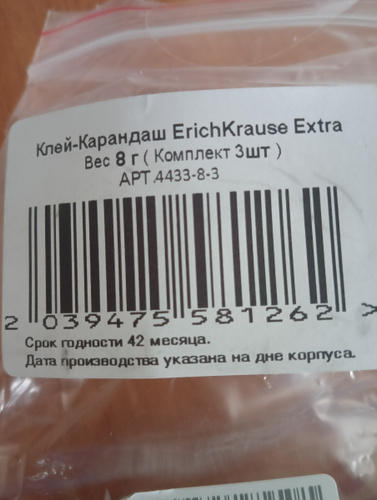 Клей-Карандаш ErichKrause Extra
Вес 8 г ( Комплект 3шт )
АРТ.4433-8-3
2 039475 581262 >
Срок годности 42 месяца.
Дата производства указана на дне корпуса.